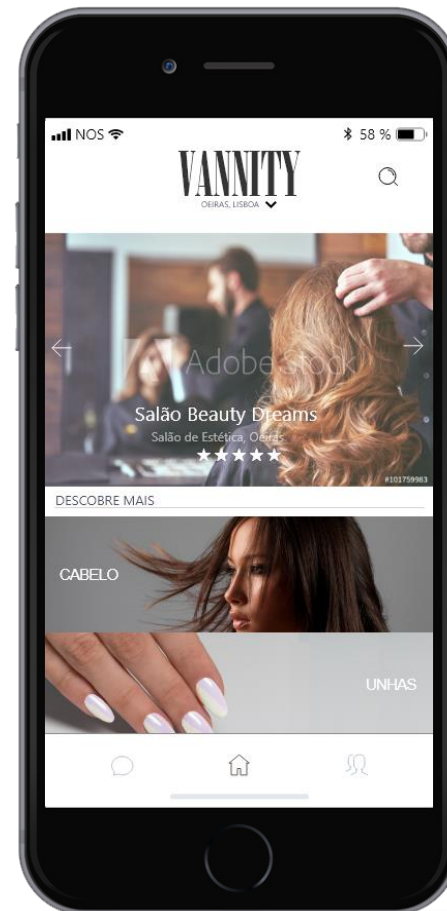 NOS
58 %
VANNITY
OEIRAS, LISBOA
Adobe Stock
Salão Beauty Dreams
Salão de Estética, Oeiras
#101759983
DESCOBRE MAIS
CABELO
UNHAS